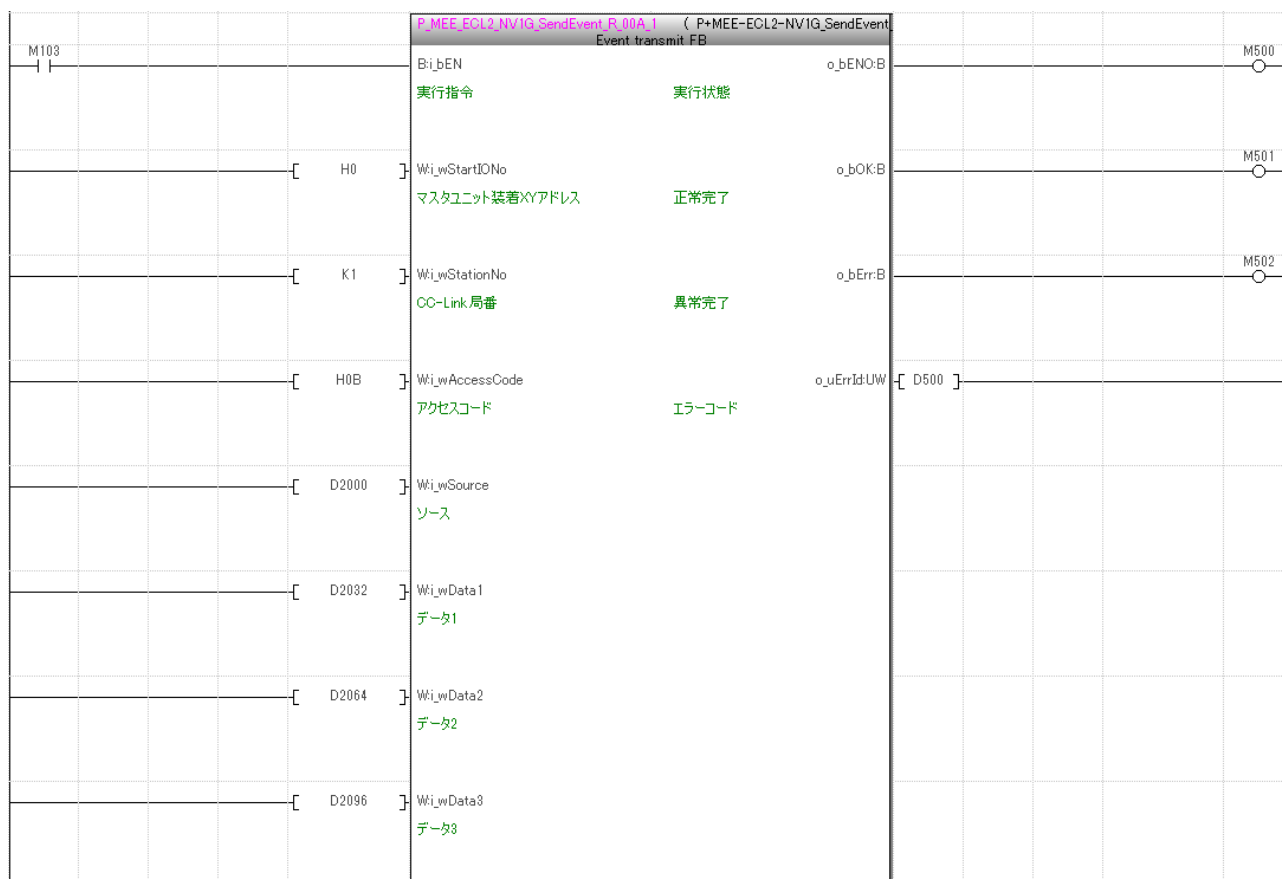 P_MEE_ECL2_NV1G_SendEvent_R_00A_1 ( P+MEE-ECL2-NV1G_SendEvent
Event transmit FB
M103
B:i_bEN
o_bENO:B
M500
実行指令
実行状態
H0
W:i_wStartIONo
o_bOK:B
M501
マスタユニット装着XYアドレス
正常完了
K1
W:i_wStationNo
o_bErr:B
M502
CC-Link局番
異常完了
H0B
W:i_wAccessCode
o_uErrId:UW
D500
アクセスコード
エラーコード
D2000
W:i_wSource
ソース
D2032
W:i_wData1
データ1
D2064
W:i_wData2
データ2
D2096
W:i_wData3
データ3